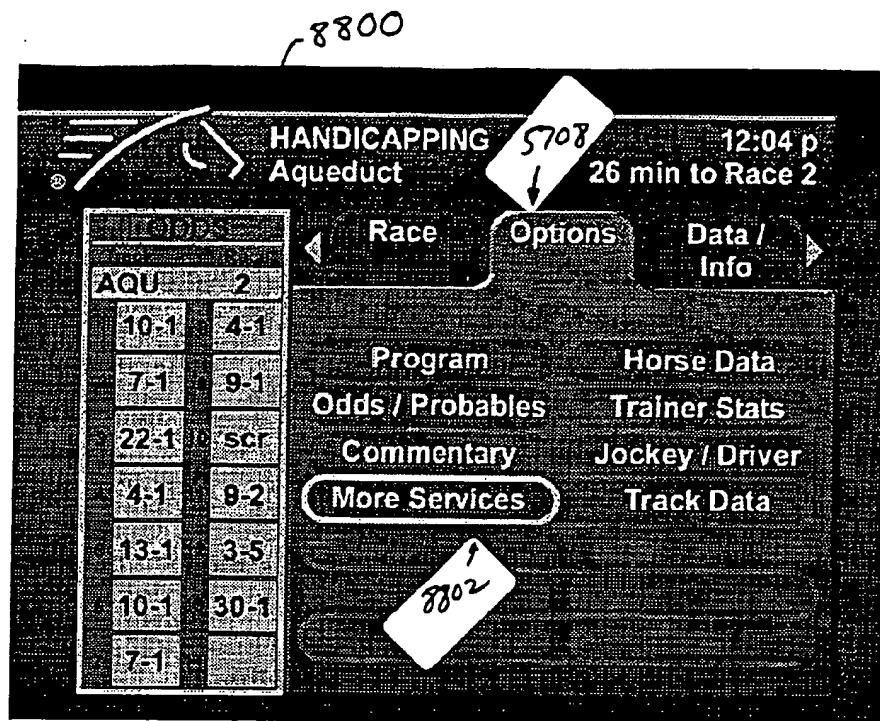 8800
HANDICAPPING
Aqueduct
5708
12:04 p
26 min to Race 2
®
ODDS
Race
Options
Data /
Info
AQU 2
10-1 4-1
7-1 9-1
22-1 scr
4-1 9-2
13-1 3-5
10-1 30-1
7-1
Program
Horse Data
Odds / Probables
Trainer Stats
Commentary
Jockey / Driver
More Services
Track Data
8802